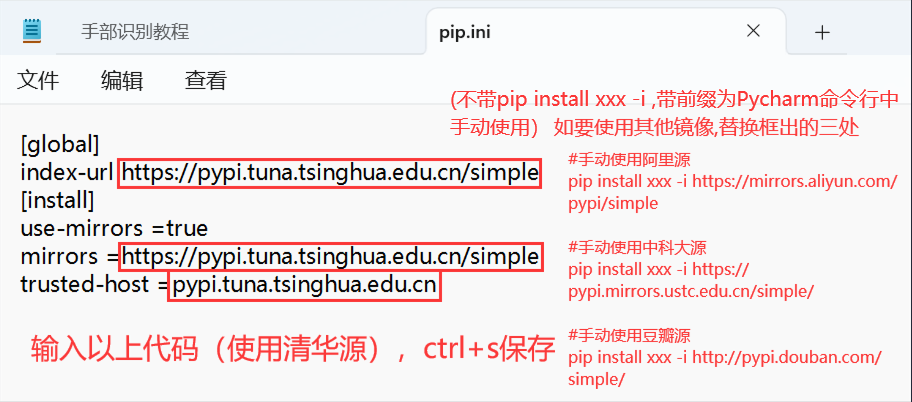 手部识别教程
pip.ini
文件 编辑 查看
(不带pip install xxx -i ,带前缀为Pycharm命令行中
手动使用） 如要使用其他镜像,替换框出的三处
[global]
index-url https://pypi.tuna.tsinghua.edu.cn/simple
[install]
use-mirrors =true
mirrors =https://pypi.tuna.tsinghua.edu.cn/simple
trusted-host =pypi.tuna.tsinghua.edu.cn
#手动使用阿里源
pip install xxx -i https://mirrors.aliyun.com/
pypi/simple
#手动使用中科大源
pip install xxx -i https://
pypi.mirrors.ustc.edu.cn/simple/
#手动使用豆瓣源
pip install xxx -i http://pypi.douban.com/
simple/
输入以上代码（使用清华源），ctrl+s保存